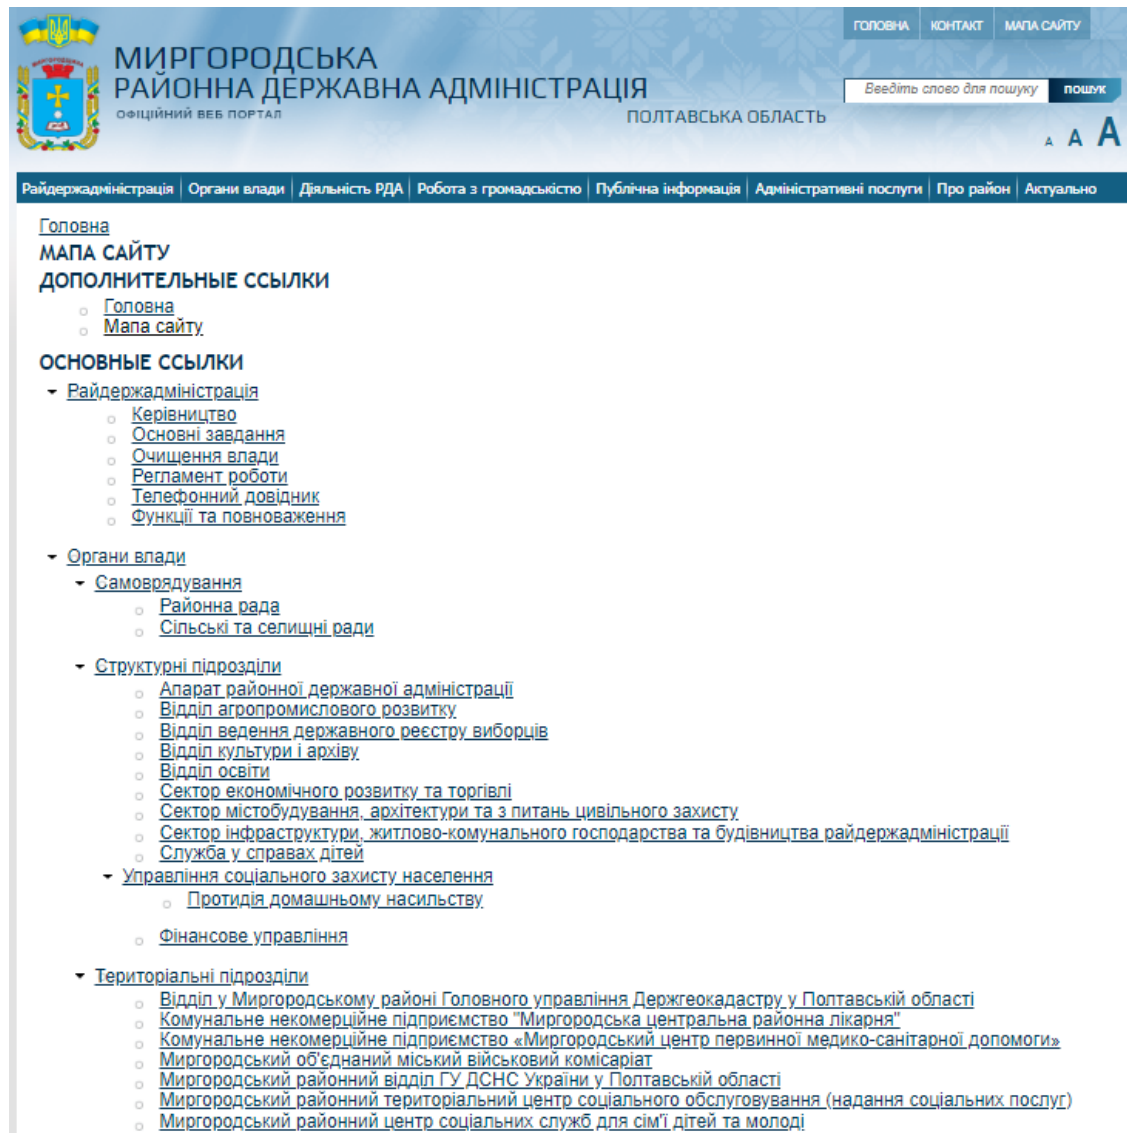 ГОЛОВНА КОНТАКТ МАПА САЙТУ
МИРГОРОДСЬКА
РАЙОННА ДЕРЖАВНА АДМІНІСТРАЦІЯ
ОФІЦІЙНИЙ ВЕБ ПОРТАЛ
ПОЛТАВСЬКА ОБЛАСТЬ
Введіть слово для пошуку ПОШУК
А А А
Райдержадміністрація Органи влади Діяльність РДА Робота з громадськістю Публічна інформація Адміністративні послуги Про район Актуально
Головна
МАПА САЙТУ
ДОПОЛНИТЕЛЬНЫЕ ССЫЛКИ
Головна
Мапа сайту
ОСНОВНЫЕ ССЫЛКИ
Райдержадміністрація
Керівництво
Основні завдання
Очищення влади
Регламент роботи
Телефонний довідник
Функції та повноваження
Органи влади
Самоврядування
Районна рада
Сільські та селищні ради
Структурні підрозділи
Апарат районної державної адміністрації
Відділ агропромислового розвитку
Відділ ведення державного реєстру виборців
Відділ культури і архіву
Відділ освіти
Сектор економічного розвитку та торгівлі
Сектор містобудування, архітектури та з питань цивільного захисту
Сектор інфраструктури, житлово-комунального господарства та будівництва райдержадміністрації
Служба у справах дітей
Управління соціального захисту населення
Протидія домашньому насильству
Фінансове управління
Територіальні підрозділи
Відділ у Миргородському районі Головного управління Держгеокадастру у Полтавській області
Комунальне некомерційне підприємство "Миргородська центральна районна лікарня"
Комунальне некомерційне підприємство «Миргородський центр первинної медико-санітарної допомоги»
Миргородський об'єднаний міський військовий комісаріат
Миргородський районний відділ ГУ ДСНС України у Полтавській області
Миргородський районний територіальний центр соціального обслуговування (надання соціальних послуг)
Миргородський районний центр соціальних служб для сім'ї дітей та молоді